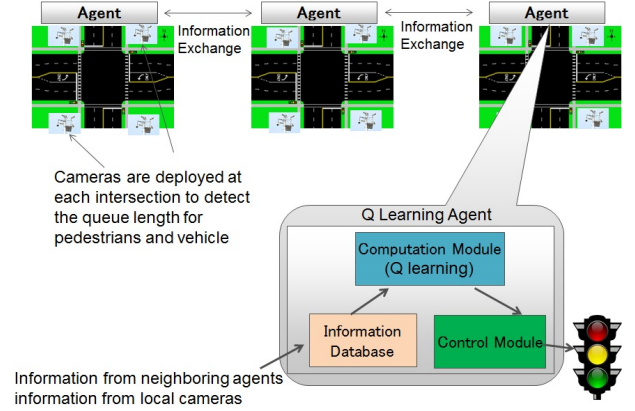 Agent
Agent
Agent
Information
Exchange
Information
Exchange
Cameras are deployed at
each intersection to detect
the queue length for
pedestrians and vehicle
Q Learning Agent
Computation Module
(Q learning)
Information
Database
Control Module
Information from neighboring agents
information from local cameras